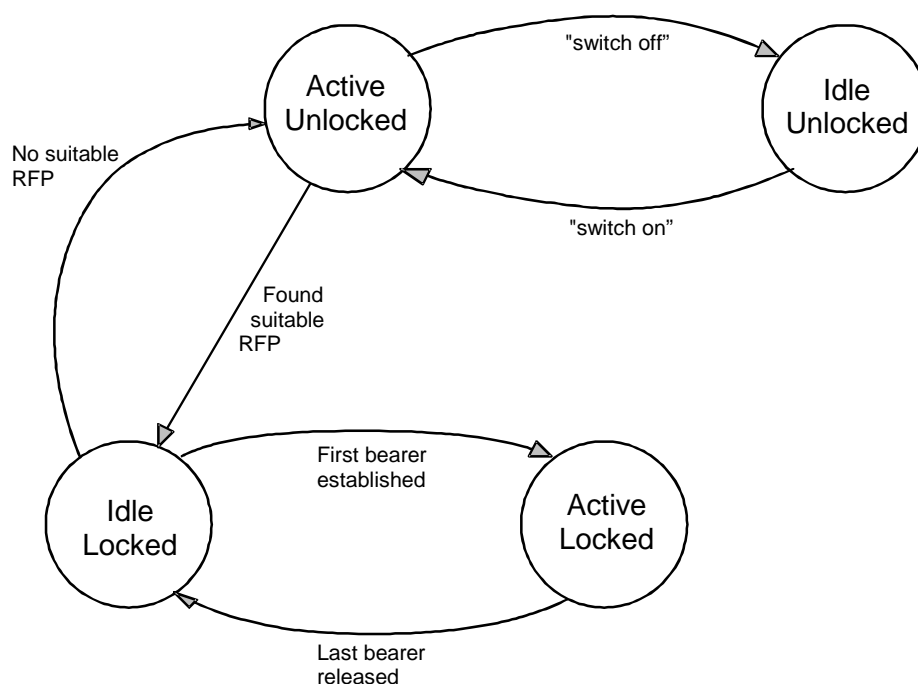 "switch off”
Active
Unlocked
Idle
Unlocked
No suitable
RFP
"switch on”
Found
suitable
RFP
First bearer
established
Idle
Locked
Active
Locked
Last bearer
released